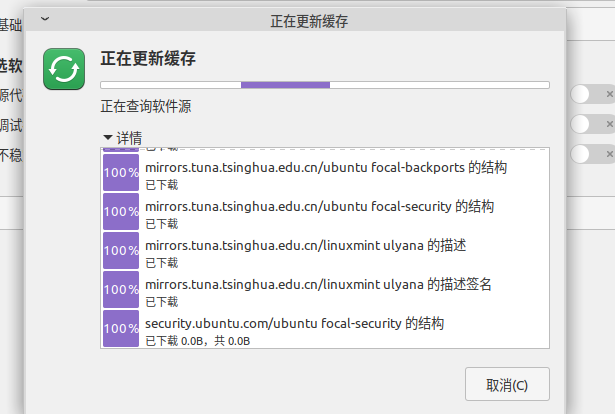 正在更新缓存
基础
正在更新缓存
选软
源代
正在查询软件源
调试
详情
不稳
已下载
100%
mirrors.tuna.tsinghua.edu.cn/ubuntu focal-backports 的结构
已下载
100%
mirrors.tuna.tsinghua.edu.cn/ubuntu focal-security 的结构
已下载
100%
mirrors.tuna.tsinghua.edu.cn/linuxmint ulyana 的描述
已下载
100%
mirrors.tuna.tsinghua.edu.cn/linuxmint ulyana 的描述签名
已下载
100%
security.ubuntu.com/ubuntu focal-security 的结构
已下载 0.0B，共 0.0B
取消(C)